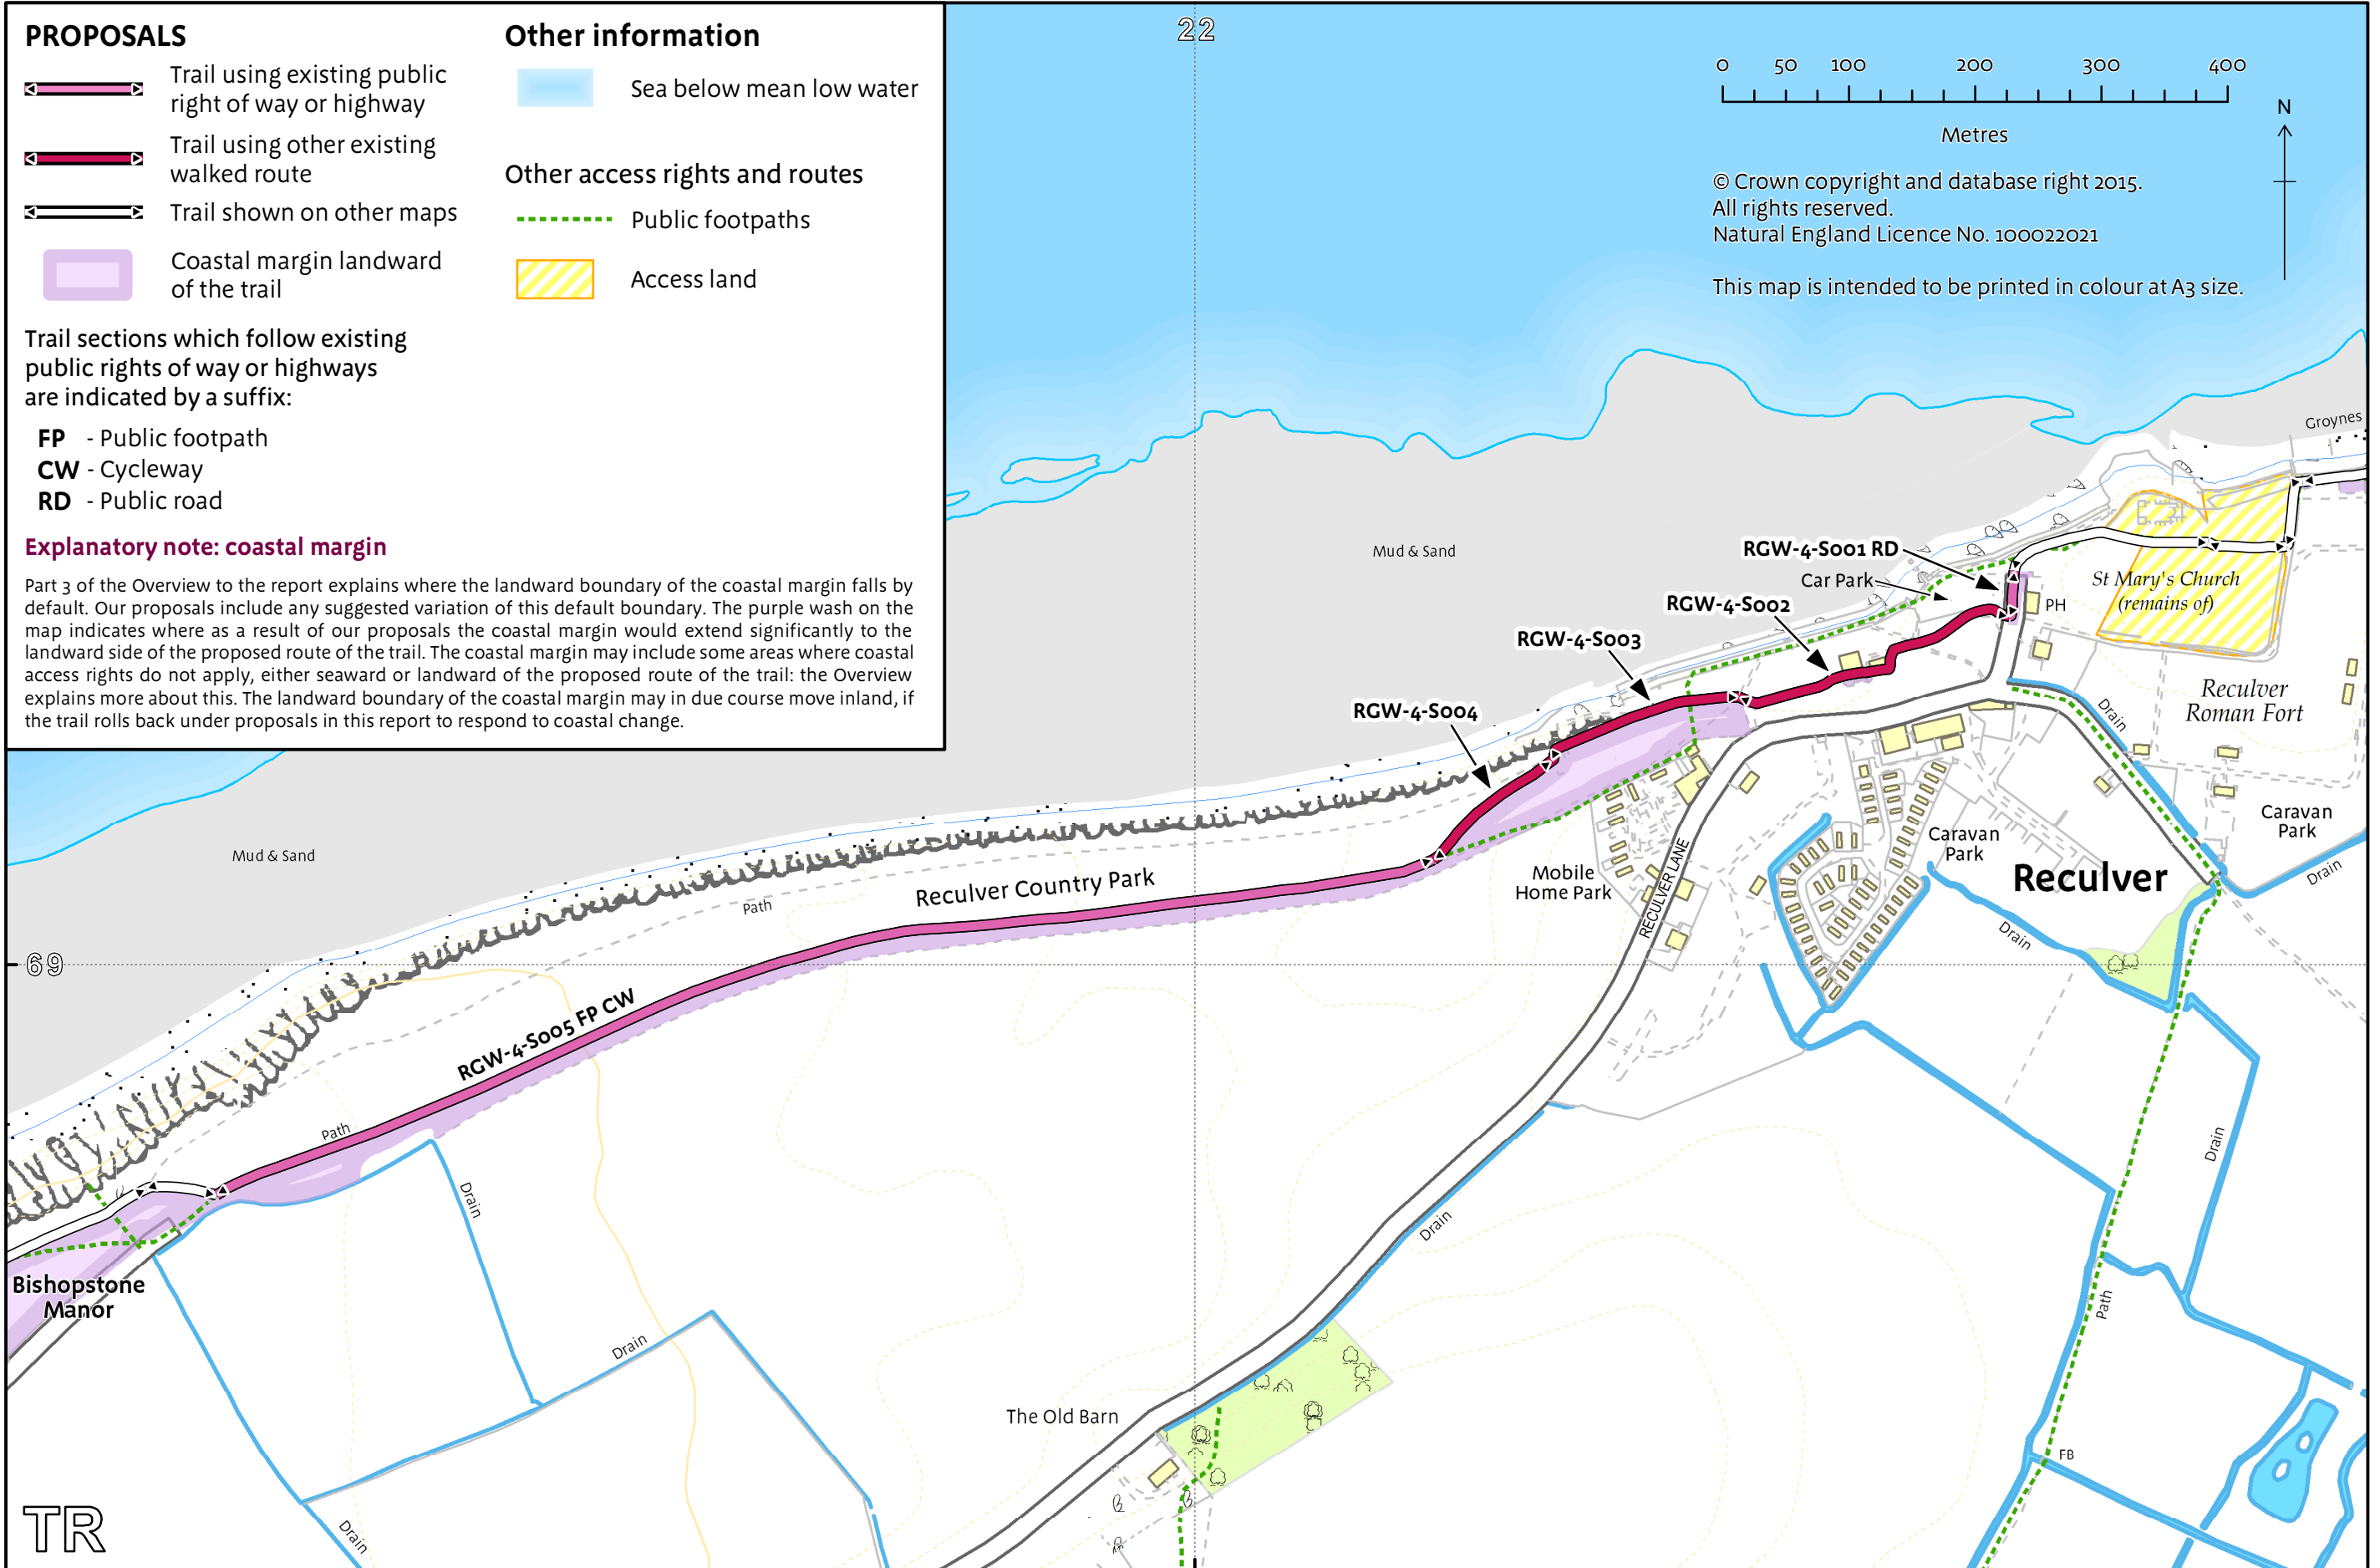 PROPOSALS
Trail using existing public
right of way or highway
Trail using other existing
walked route
Trail shown on other maps
Coastal margin landward
of the trail
Trail sections which follow existing
public rights of way or highways
are indicated by a suffix:
FP - Public footpath
CW - Cycleway
RD - Public road
Other information
Sea below mean low water
Other access rights and routes
Public footpaths
Access land
Explanatory note: coastal margin
Part 3 of the Overview to the report explains where the landward boundary of the coastal margin falls by
default. Our proposals include any suggested variation of this default boundary. The purple wash on the
map indicates where as a result of our proposals the coastal margin would extend significantly to the
landward side of the proposed route of the trail. The coastal margin may include some areas where coastal
access rights do not apply, either seaward or landward of the proposed route of the trail: the Overview
explains more about this. The landward boundary of the coastal margin may in due course move inland, if
the trail rolls back under proposals in this report to respond to coastal change.
22
0 50 100 200 300 400
Metres
N
© Crown copyright and database right 2015.
All rights reserved.
Natural England Licence No. 100022021
This map is intended to be printed in colour at A3 size.
Groynes
Mud & Sand
RGW-4-S001 RD
Car Park
RGW-4-S002
PH
St Mary's Church
(remains of)
RGW-4-S003
RGW-4-S004
Reculver
Roman Fort
Drain
Caravan
Park
Caravan
Park
Reculver
Drain
Mobile
Home Park
RECULVER LANE
Drain
Mud & Sand
Reculver Country Park
Path
69
RGW-4-S005 FP CW
Path
Drain
Drain
Drain
Bishopstone
Manor
Path
Drain
The Old Barn
FB
TR
Drain